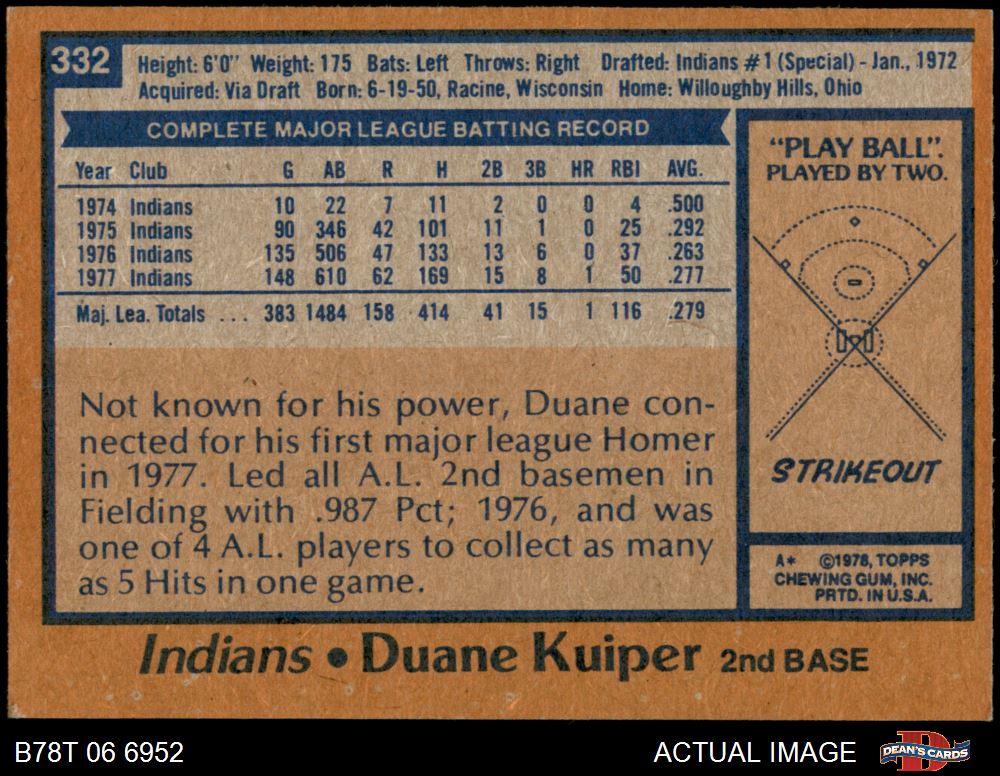 332
Height: 6'0" Weight: 175 Bats: Left Throws: Right Drafted: Indians #1 (Special) - Jan., 1972
Acquired: Via Draft Born: 6-19-50, Racine, Wisconsin Home: Willoughby Hills, Ohio
COMPLETE MAJOR LEAGUE BATTING RECORD
Year Club G AB R H 2B 3B HR RBI AVG.
1974 Indians 10 22 7 11 2 0 0 4 .500
1975 Indians 90 346 42 101 11 1 0 25 .292
1976 Indians 135 506 47 133 13 6 0 37 .263
1977 Indians 148 610 62 169 15 8 1 50 .277
Maj. Lea. Totals ... 383 1484 158 414 41 15 1 116 .279
Not known for his power, Duane con-
nected for his first major league Homer
in 1977. Led all A.L. 2nd basemen in
Fielding with .987 Pct; 1976, and was
one of 4 A.L. players to collect as many
as 5 Hits in one game.
"PLAY BALL".
PLAYED BY TWO.
STRIKEOUT
A* ©1978, TOPPS
CHEWING GUM, INC.
PRTD. IN U.S.A.
Indians • Duane Kuiper 2nd BASE
B78T 06 6952
ACTUAL IMAGE
DEAN'S CARDS